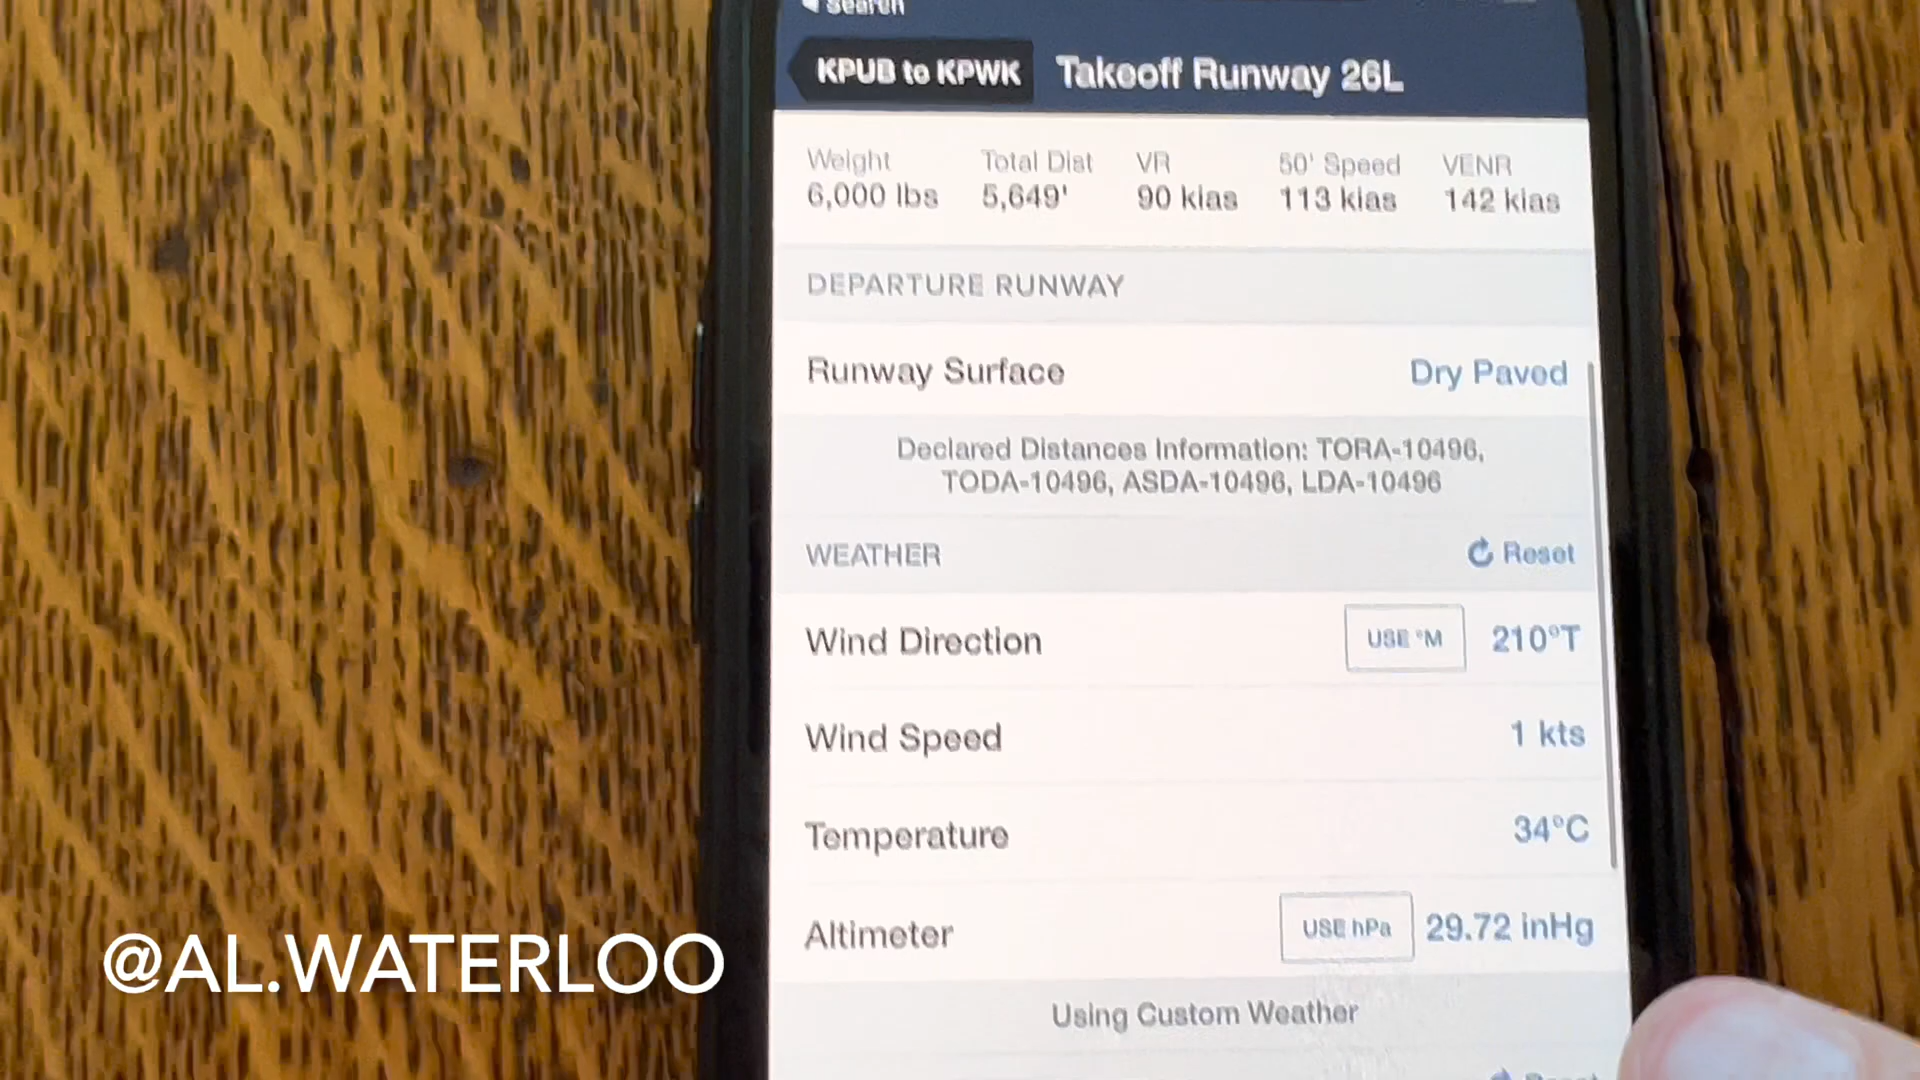 Search
KPUB to KPWK
Takeoff Runway 26L
Weight Total Dist VR 50' Speed VENR
6,000 lbs 5,649' 90 kias 113 kias 142 kias
DEPARTURE RUNWAY
Runway Surface Dry Paved
Declared Distances Information: TORA-10496,
TODA-10496, ASDA-10496, LDA-10496
WEATHER Reset
Wind Direction USE °M 210°T
Wind Speed 1 kts
Temperature 34°C
Altimeter USE hPa 29.72 inHg
Using Custom Weather
@AL.WATERLOO